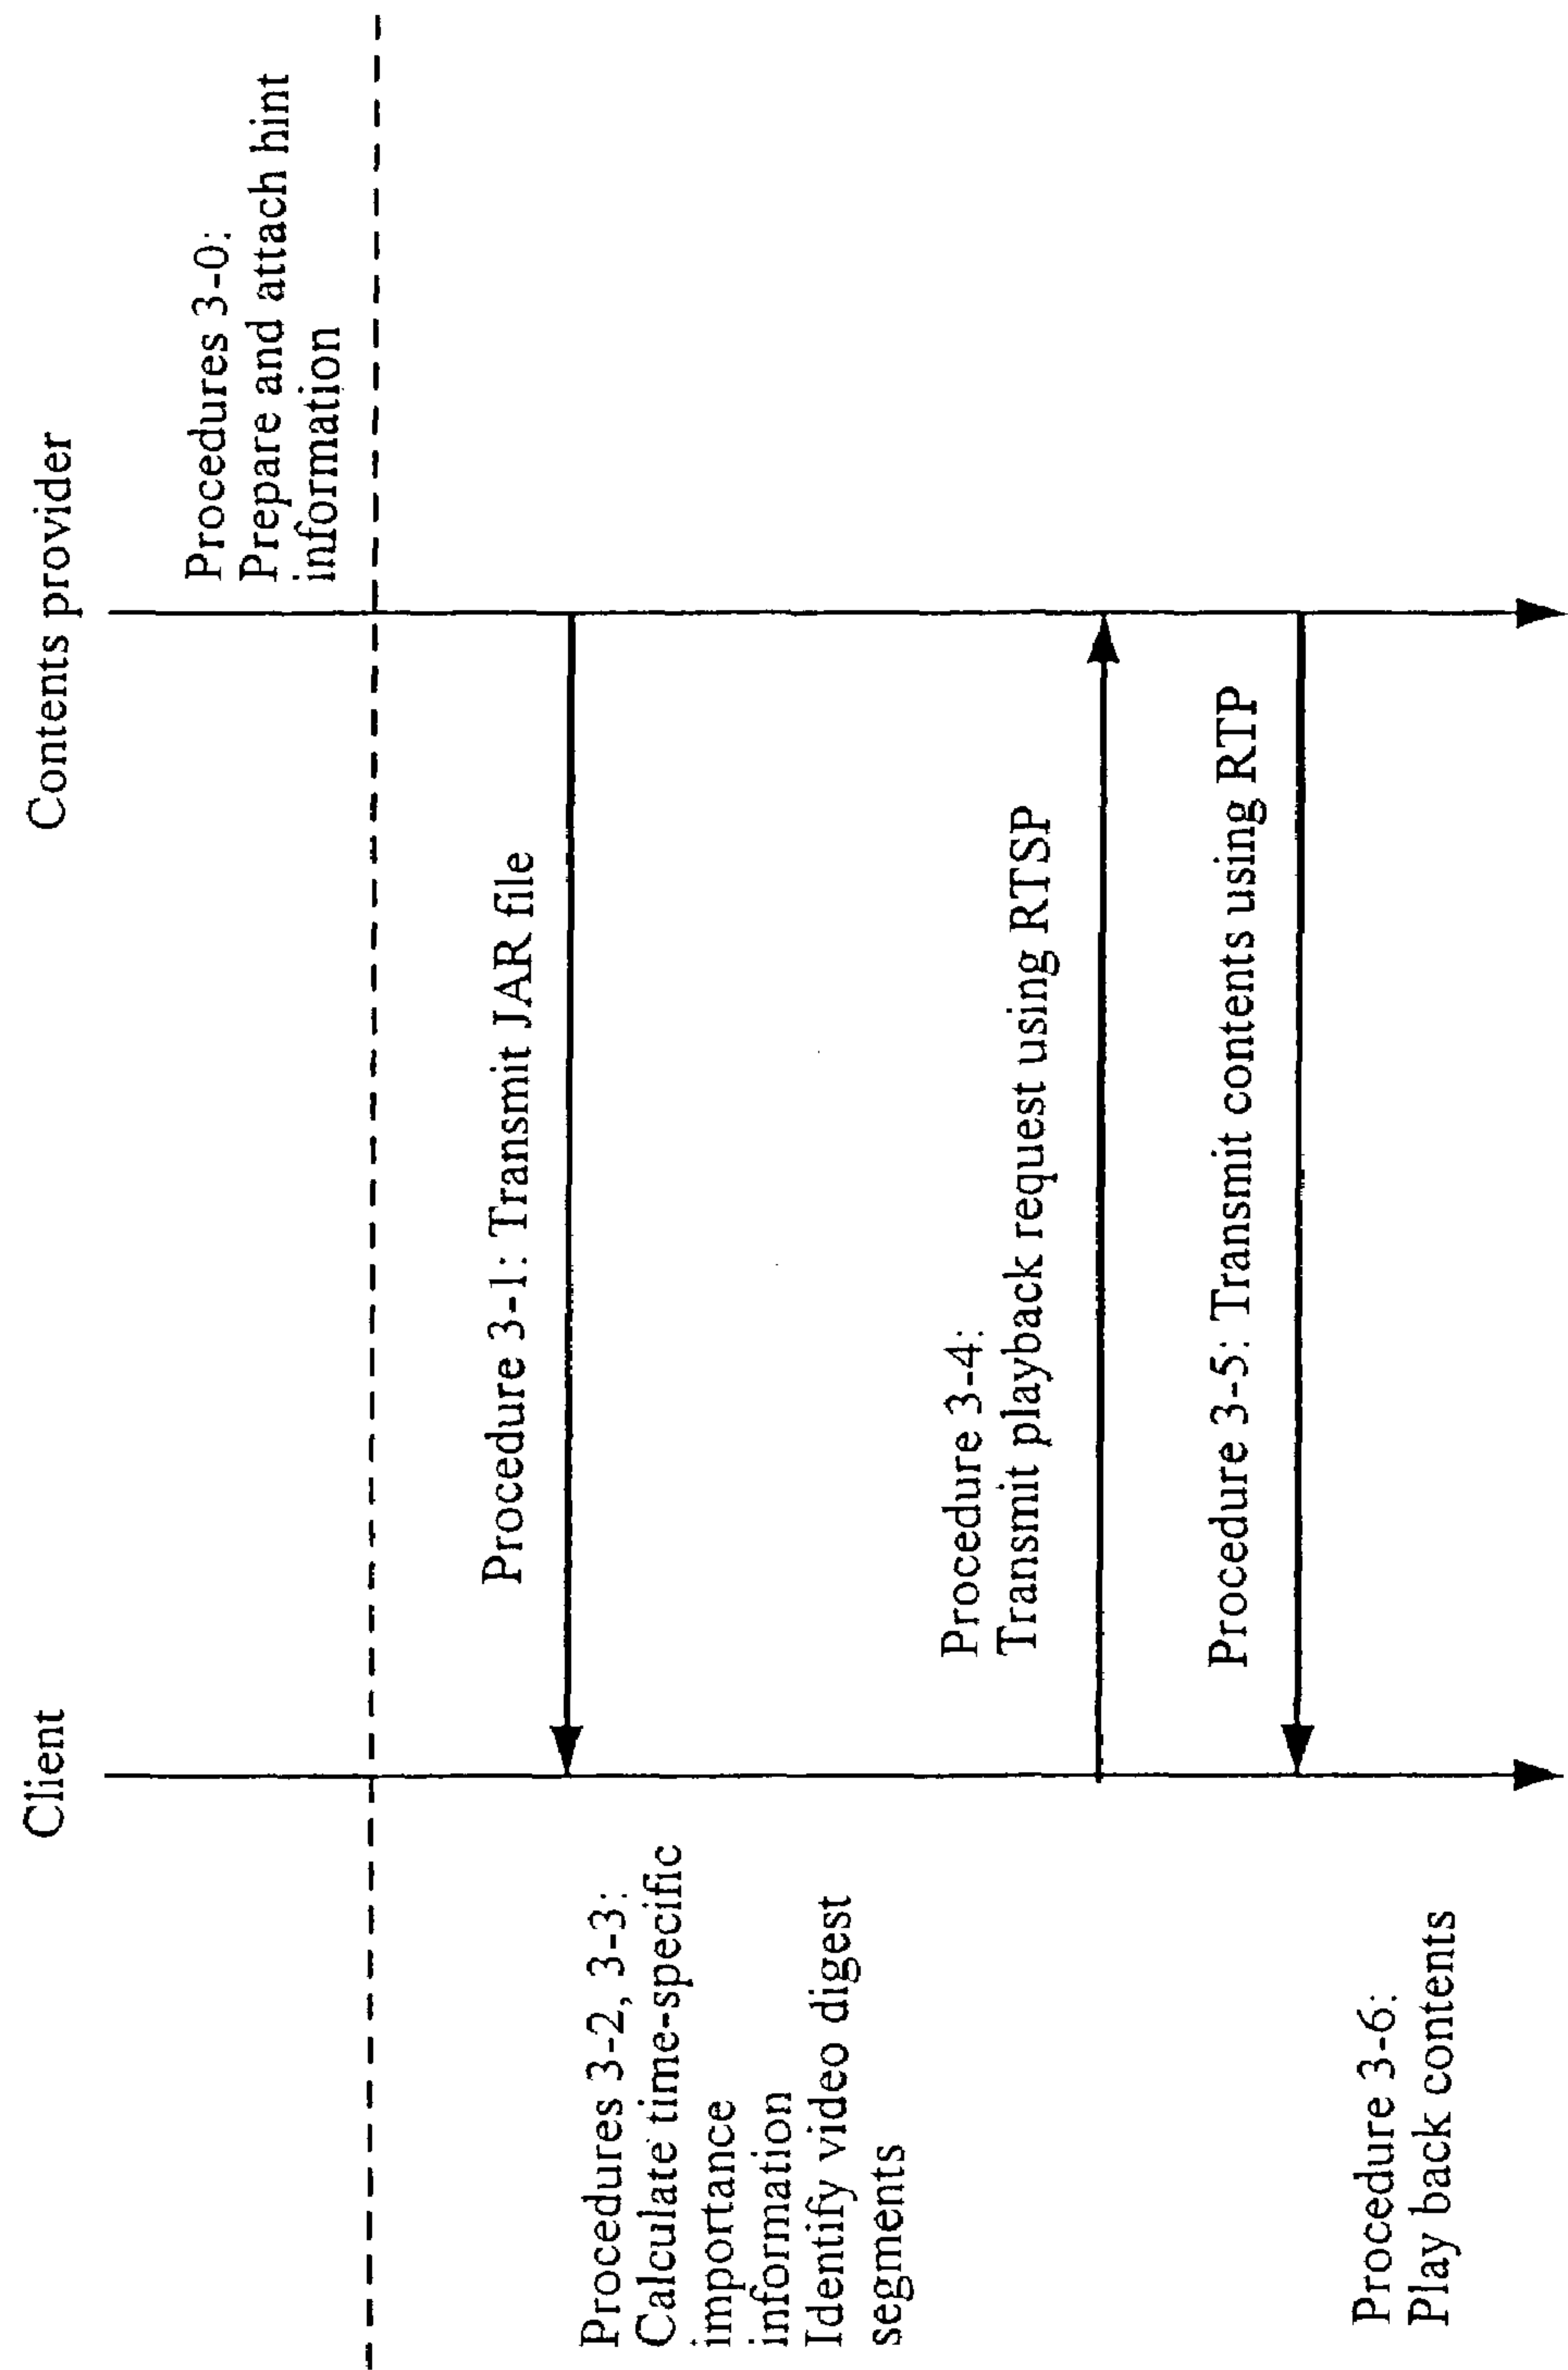 Client
Contents provider
Procedures 3-0:
Prepare and attach hint
information
Procedure 3-1: Transmit JAR file
Procedures 3-2, 3-3:
Calculate time-specific
importance
information
Identify video digest
segments
Procedure 3-4:
Transmit playback request using RTSP
Procedure 3-5: Transmit contents using RTP
Procedure 3-6:
Play back contents